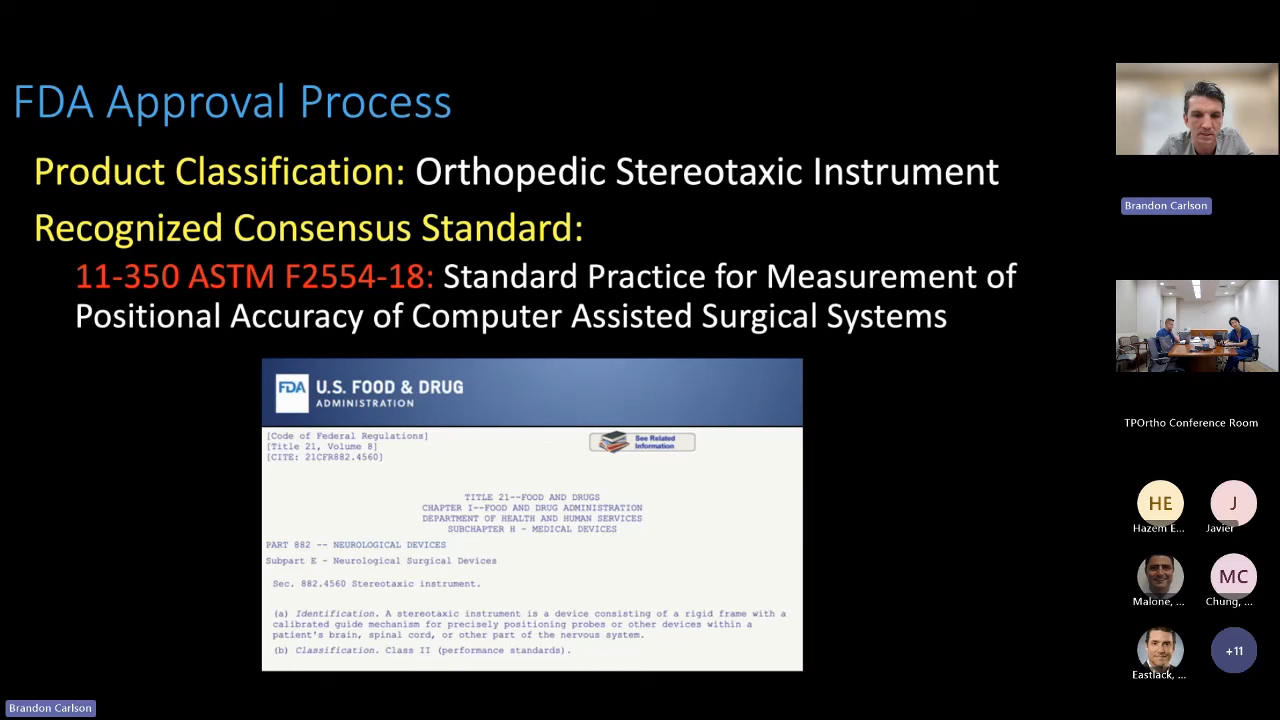 FDA Approval Process
Product Classification: Orthopedic Stereotaxic Instrument
Recognized Consensus Standard:
11-350 ASTM F2554-18: Standard Practice for Measurement of
Positional Accuracy of Computer Assisted Surgical Systems
FDA U.S. FOOD & DRUG
ADMINISTRATION
[Code of Federal Regulations]
[Title 21, Volume 8]
[CITE: 21CFR882.4560]
See Related
Information
TITLE 21--FOOD AND DRUGS
CHAPTER I--FOOD AND DRUG ADMINISTRATION
DEPARTMENT OF HEALTH AND HUMAN SERVICES
SUBCHAPTER H - MEDICAL DEVICES
PART 882 -- NEUROLOGICAL DEVICES
Subpart E - Neurological Surgical Devices
Sec. 882.4560 Stereotaxic instrument.
(a) Identification. A stereotaxic instrument is a device consisting of a rigid frame with a
calibrated guide mechanism for precisely positioning probes or other devices within a
patient's brain, spinal cord, or other part of the nervous system.
(b) Classification. Class II (performance standards).
Brandon Carlson
TPOrtho Conference Room
HE
J
Hazem E...
Javier
MC
Malone, ...
Chung, ...
+11
Eastlack, ...
Brandon Carlson